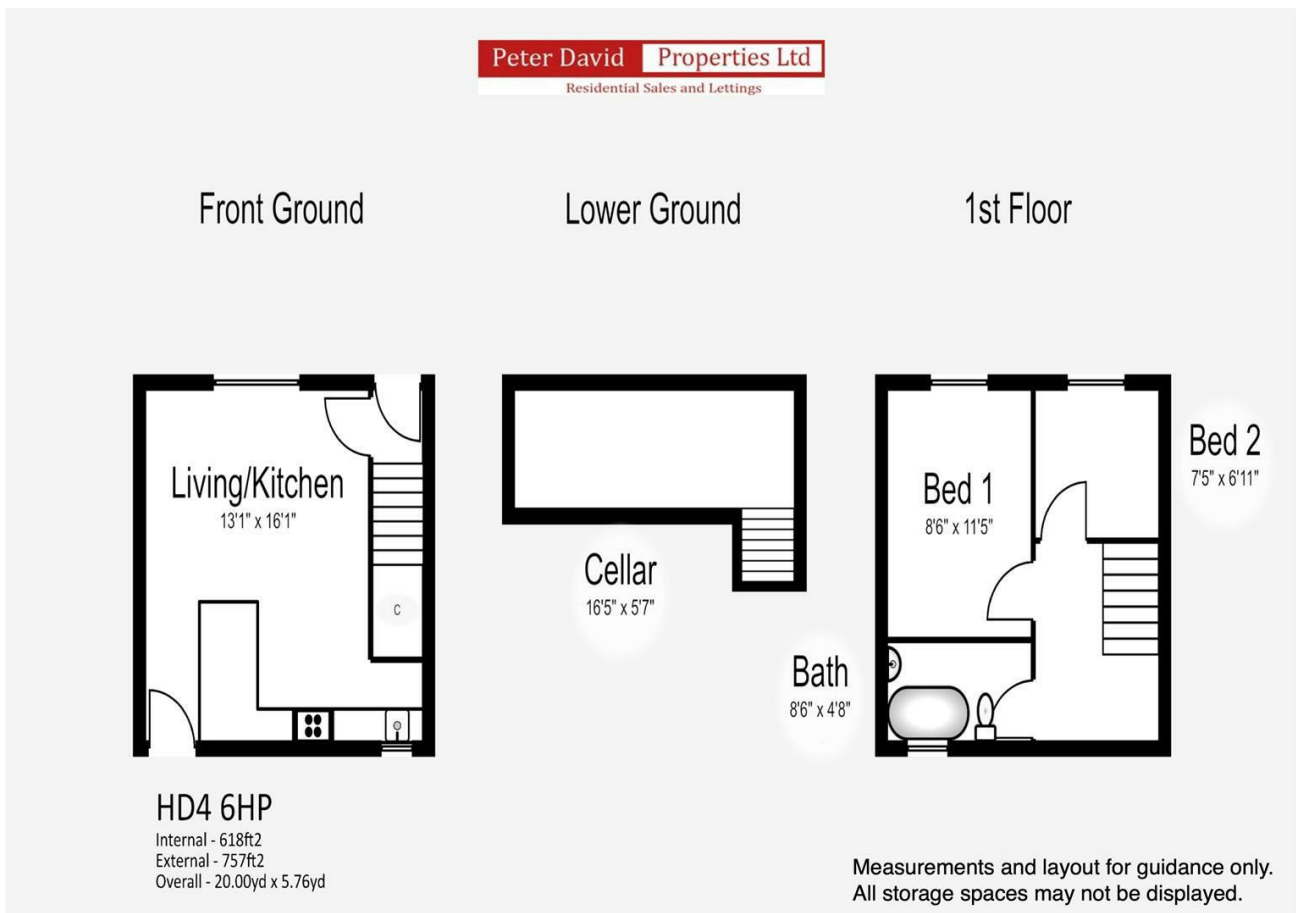 Peter David Properties Ltd
Residential Sales and Lettings
Front Ground
Lower Ground
1st Floor
Living/Kitchen
13'1" x 16'1"
C
Cellar
16'5" x 5'7"
Bed 1
8'6" x 11'5"
Bed 2
7'5" x 6'11"
Bath
8'6" x 4'8"
HD4 6HP
Internal - 618ft2
External - 757ft2
Overall - 20.00yd x 5.76yd
Measurements and layout for guidance only.
All storage spaces may not be displayed.